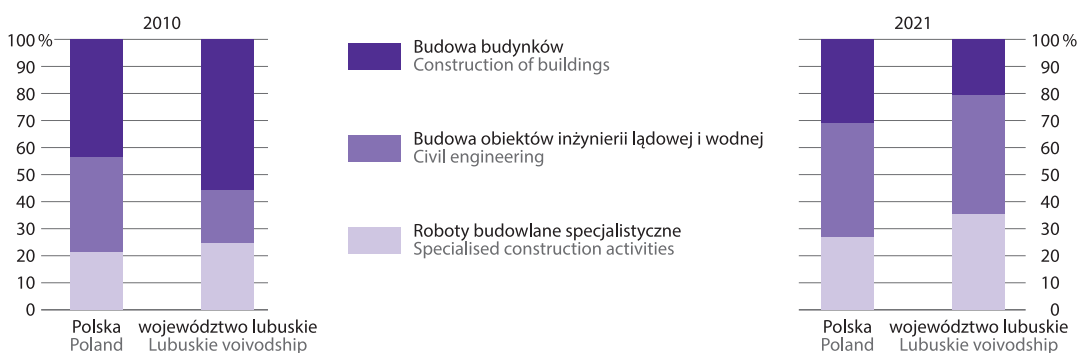 2010
100 %
90
80
70
60
50
40
30
20
10
0
Polska
Poland
województwo lubuskie
Lubuskie voivodship
Budowa budynków
Construction of buildings
Budowa obiektów inżynierii lądowej i wodnej
Civil engineering
Roboty budowlane specjalistyczne
Specialised construction activities
2021
100 %
90
80
70
60
50
40
30
20
10
0
Polska
Poland
województwo lubuskie
Lubuskie voivodship